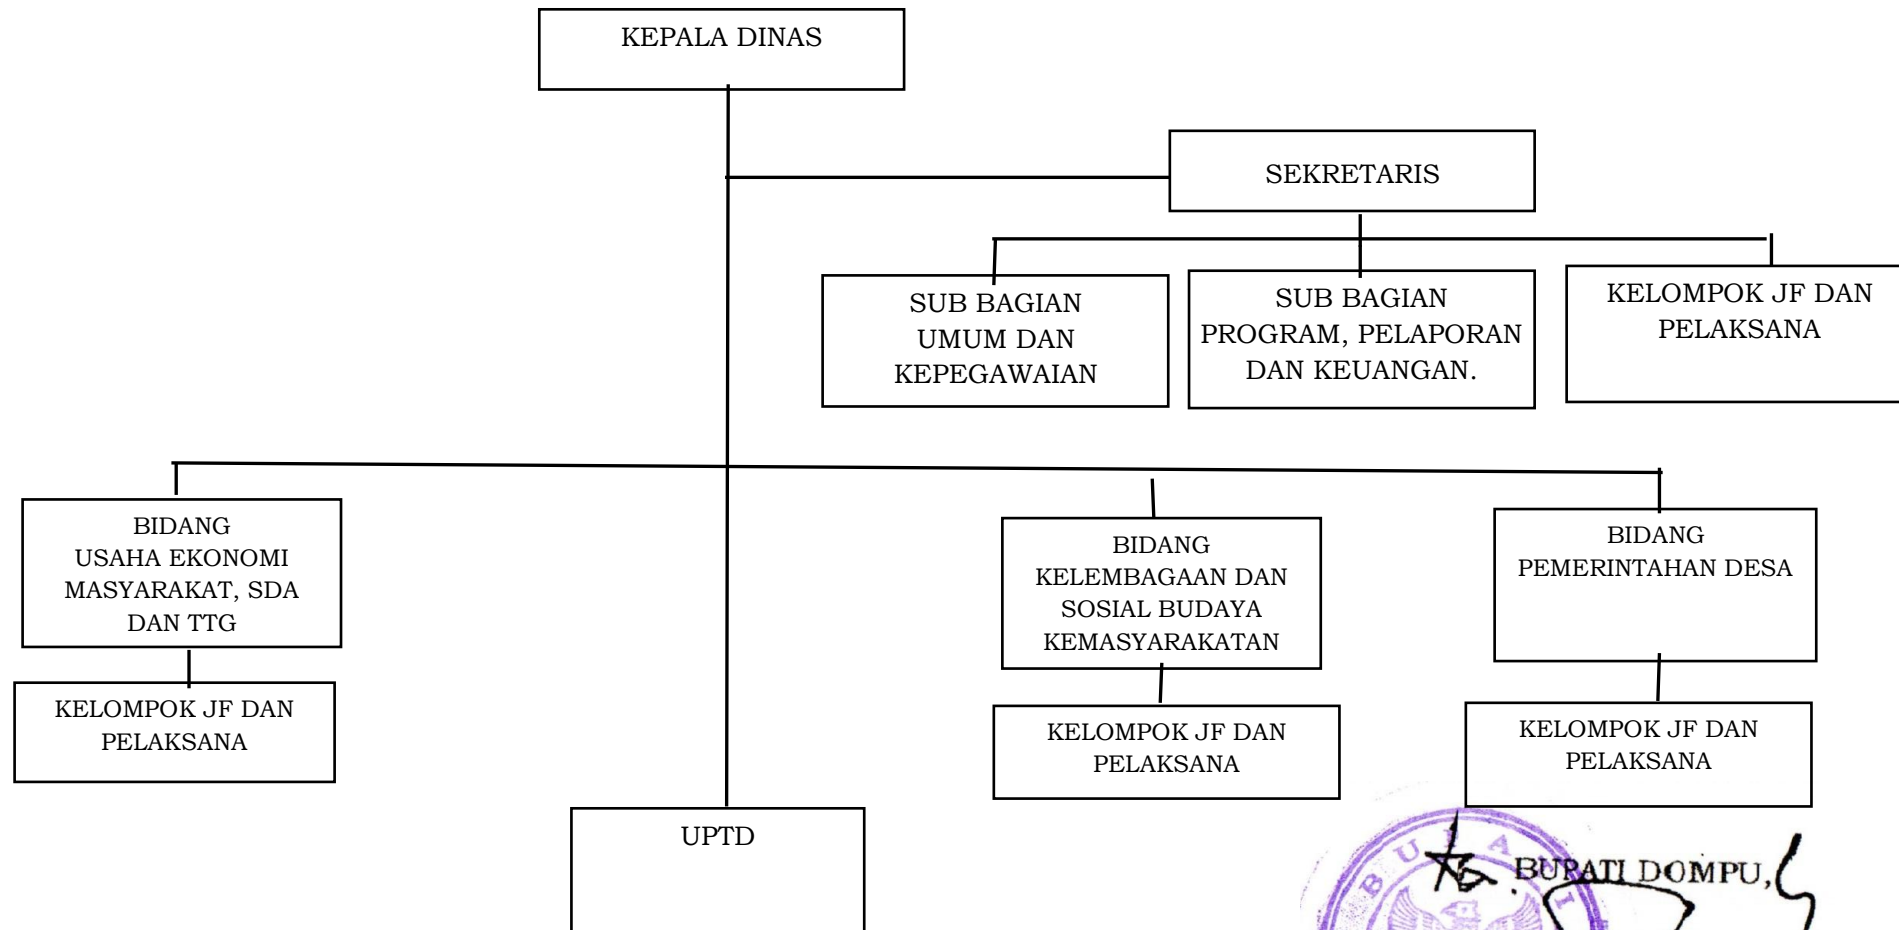 KEPALA DINAS
SEKRETARIS
SUB BAGIAN
UMUM DAN
KEPEGAWAIAN
SUB BAGIAN
PROGRAM, PELAPORAN
DAN KEUANGAN.
KELOMPOK JF DAN
PELAKSANA
BIDANG
USAHA EKONOMI
MASYARAKAT, SDA
DAN TTG
BIDANG
KELEMBAGAAN DAN
SOSIAL BUDAYA
KEMASYARAKATAN
BIDANG
PEMERINTAHAN DESA
KELOMPOK JF DAN
PELAKSANA
KELOMPOK JF DAN
PELAKSANA
KELOMPOK JF DAN
PELAKSANA
UPTD
BUPATI
BUPATI DOMPU,